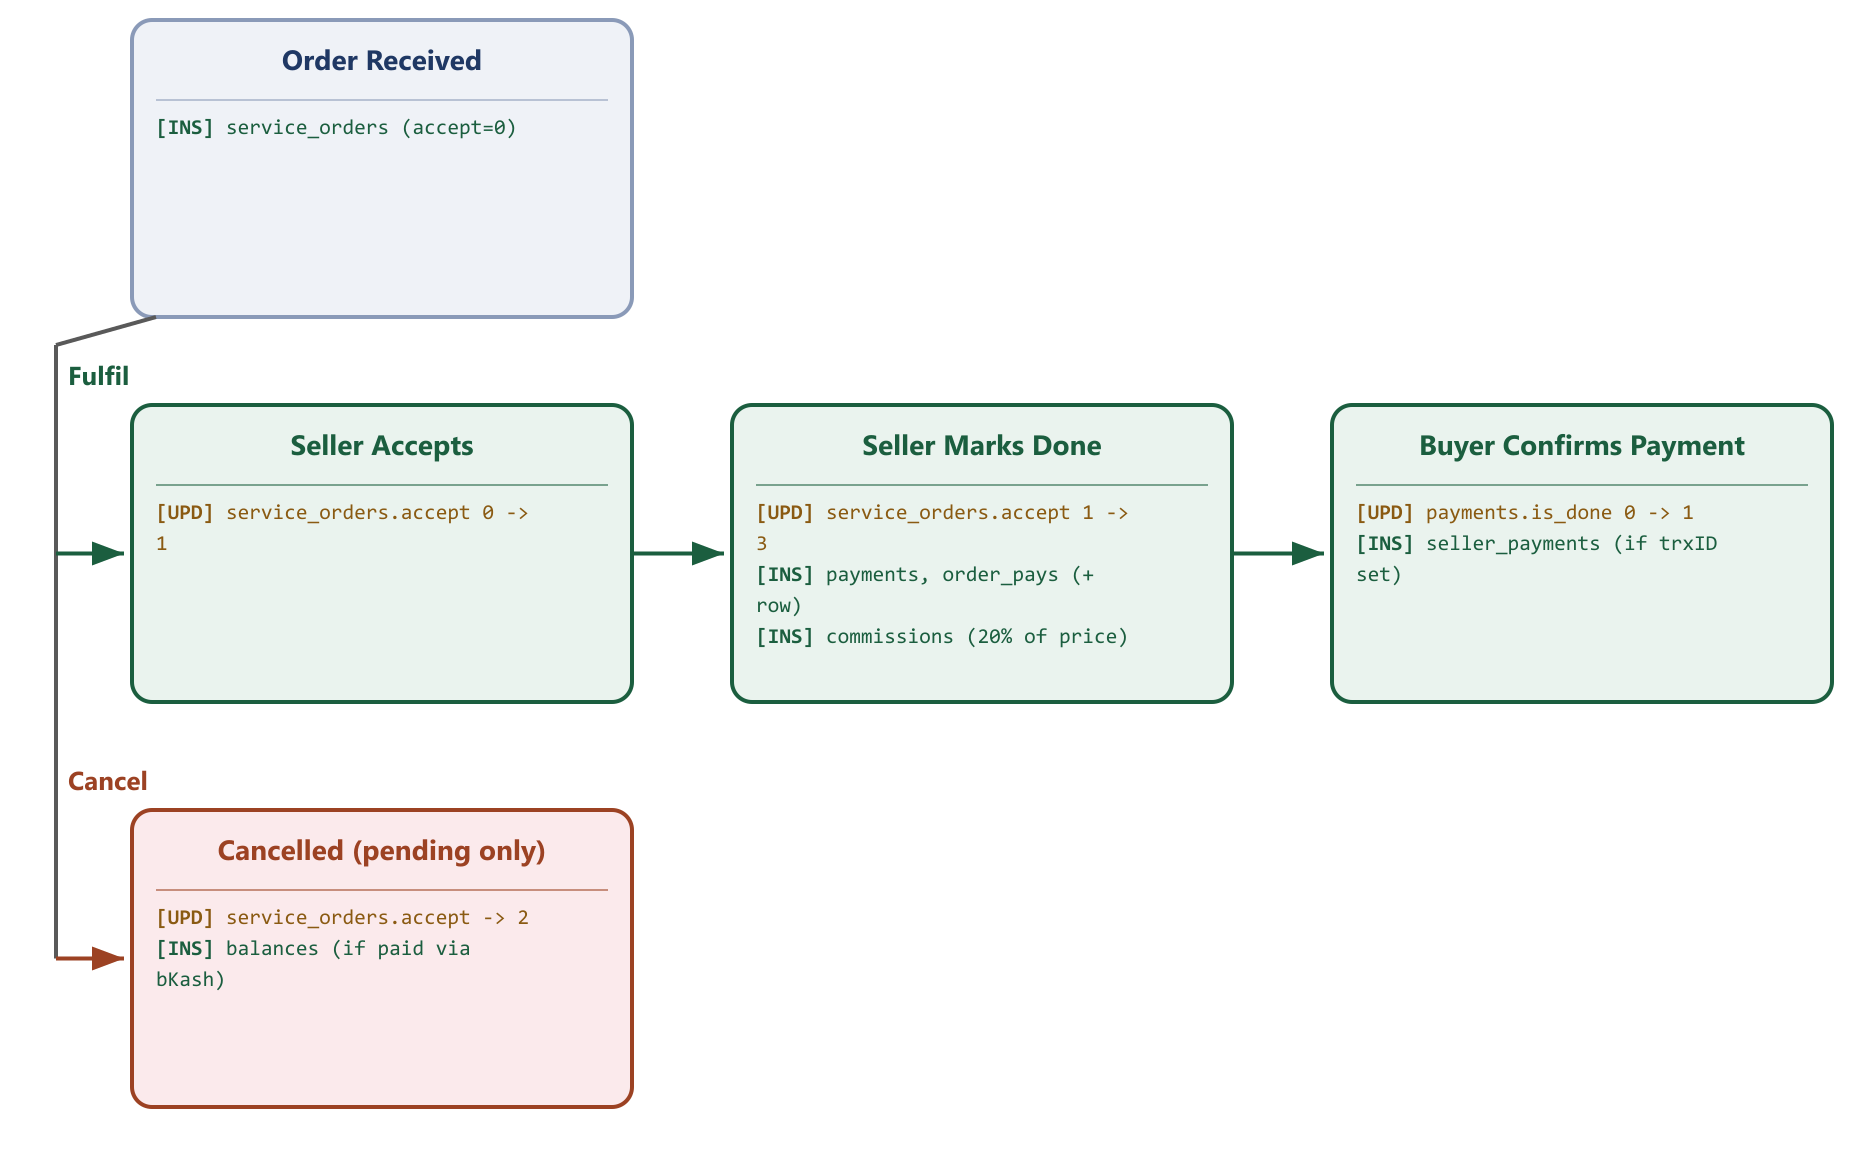 Order Received
[INS] service_orders (accept=0)
Fulfil
Seller Accepts
[UPD] service_orders.accept 0 ->
1
Seller Marks Done
[UPD] service_orders.accept 1 ->
3
[INS] payments, order_pays (+
row)
[INS] commissions (20% of price)
Buyer Confirms Payment
[UPD] payments.is_done 0 -> 1
[INS] seller_payments (if trxID
set)
Cancel
Cancelled (pending only)
[UPD] service_orders.accept -> 2
[INS] balances (if paid via
bKash)